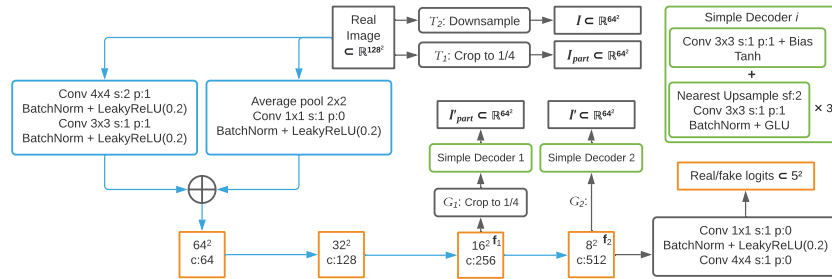 Real
Image
⊂ ℝ¹²⁸²
T₂: Downsample
I ⊂ ℝ⁶⁴²
T₁: Crop to 1/4
I_part ⊂ ℝ⁶⁴²
Simple Decoder i
Conv 3x3 s:1 p:1 + Bias
Tanh
+
Nearest Upsample sf:2
Conv 3x3 s:1 p:1
BatchNorm + GLU
× 3
Conv 4x4 s:2 p:1
BatchNorm + LeakyReLU(0.2)
Conv 3x3 s:1 p:1
BatchNorm + LeakyReLU(0.2)
Average pool 2x2
Conv 1x1 s:1 p:0
BatchNorm + LeakyReLU(0.2)
I'_part ⊂ ℝ⁶⁴²
I' ⊂ ℝ⁶⁴²
Simple Decoder 1
Simple Decoder 2
G₁: Crop to 1/4
G₂:
Real/fake logits ⊂ 5²
64²
c:64
32²
c:128
16² f₁
c:256
8² f₂
c:512
Conv 1x1 s:1 p:0
BatchNorm + LeakyReLU(0.2)
Conv 4x4 s:1 p:0